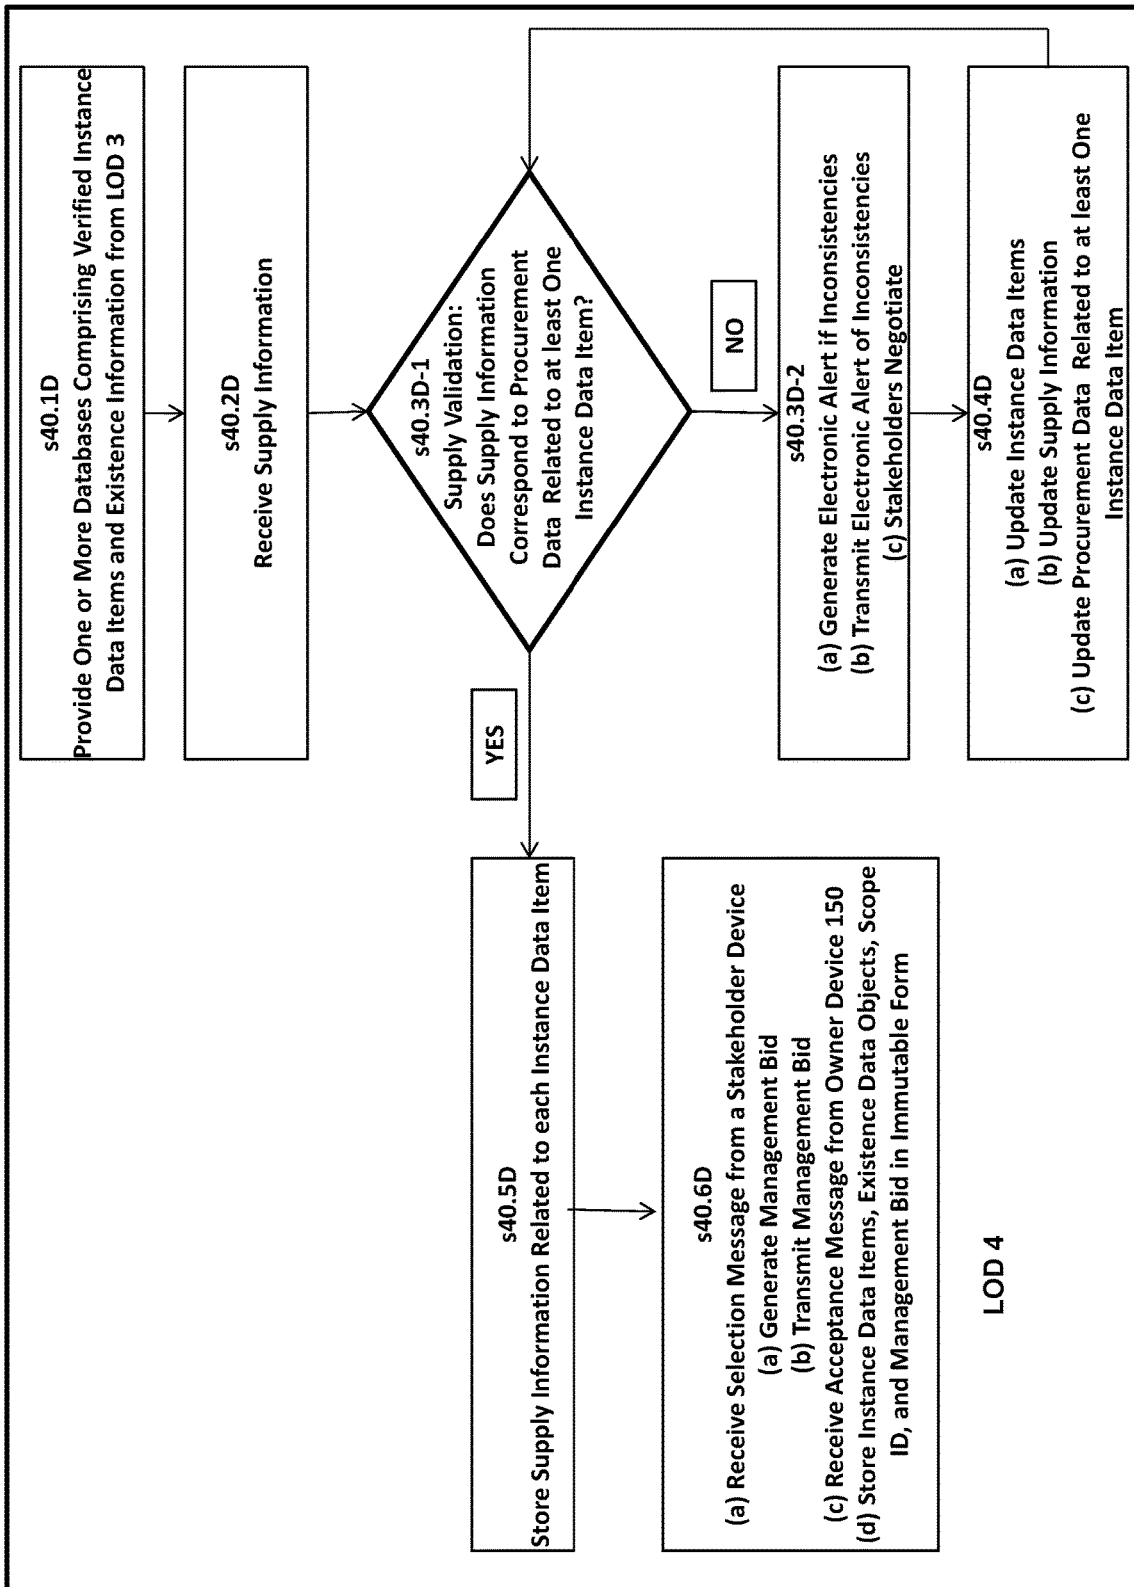 s40.1D
Provide One or More Databases Comprising Verified Instance
Data Items and Existence Information from LOD 3
s40.2D
Receive Supply Information
s40.3D-1
Supply Validation:
Does Supply Information
Correspond to Procurement
Data Related to at least One
Instance Data Item?
NO
s40.3D-2
(a) Generate Electronic Alert if Inconsistencies
(b) Transmit Electronic Alert of Inconsistencies
(c) Stakeholders Negotiate
s40.4D
(a) Update Instance Data Items
(b) Update Supply Information
(c) Update Procurement Data Related to at least One
Instance Data Item
YES
s40.5D
Store Supply Information Related to each Instance Data Item
s40.6D
(a) Receive Selection Message from a Stakeholder Device
(a) Generate Management Bid
(b) Transmit Management Bid
(c) Receive Acceptance Message from Owner Device 150
(d) Store Instance Data Items, Existence Data Objects, Scope
ID, and Management Bid in Immutable Form
LOD 4